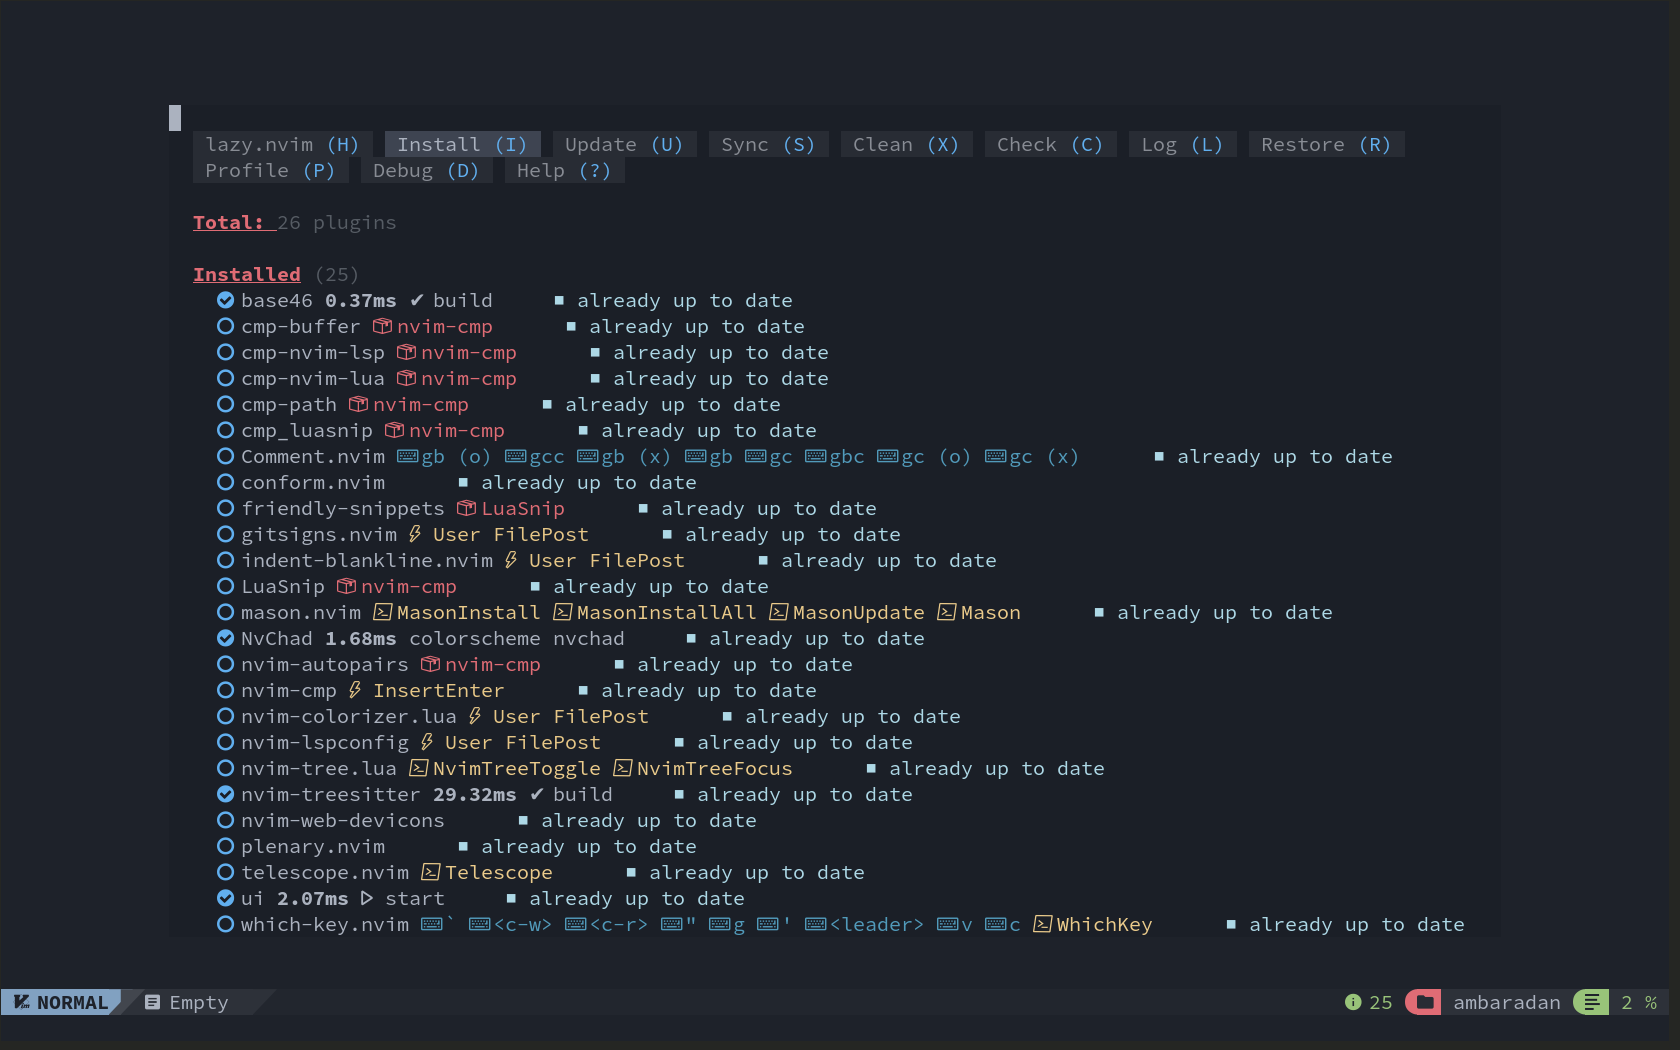 lazy.nvim (H) Install (I) Update (U) Sync (S) Clean (X) Check (C) Log (L) Restore (R)
Profile (P) Debug (D) Help (?)
Total: 26 plugins
Installed (25)
base46 0.37ms ✔ build ■ already up to date
cmp-buffer nvim-cmp ■ already up to date
cmp-nvim-lsp nvim-cmp ■ already up to date
cmp-nvim-lua nvim-cmp ■ already up to date
cmp-path nvim-cmp ■ already up to date
cmp_luasnip nvim-cmp ■ already up to date
Comment.nvim gb (o) gcc gb (x) gb gc gbc gc (o) gc (x) ■ already up to date
conform.nvim ■ already up to date
friendly-snippets LuaSnip ■ already up to date
gitsigns.nvim User FilePost ■ already up to date
indent-blankline.nvim User FilePost ■ already up to date
LuaSnip nvim-cmp ■ already up to date
mason.nvim MasonInstall MasonInstallAll MasonUpdate Mason ■ already up to date
NvChad 1.68ms colorscheme nvchad ■ already up to date
nvim-autopairs nvim-cmp ■ already up to date
nvim-cmp InsertEnter ■ already up to date
nvim-colorizer.lua User FilePost ■ already up to date
nvim-lspconfig User FilePost ■ already up to date
nvim-tree.lua NvimTreeToggle NvimTreeFocus ■ already up to date
nvim-treesitter 29.32ms ✔ build ■ already up to date
nvim-web-devicons ■ already up to date
plenary.nvim ■ already up to date
telescope.nvim Telescope ■ already up to date
ui 2.07ms start ■ already up to date
which-key.nvim ` <c-w> <c-r> " g ' <leader> v c WhichKey ■ already up to date
NORMAL Empty 25 ambaradan 2 %